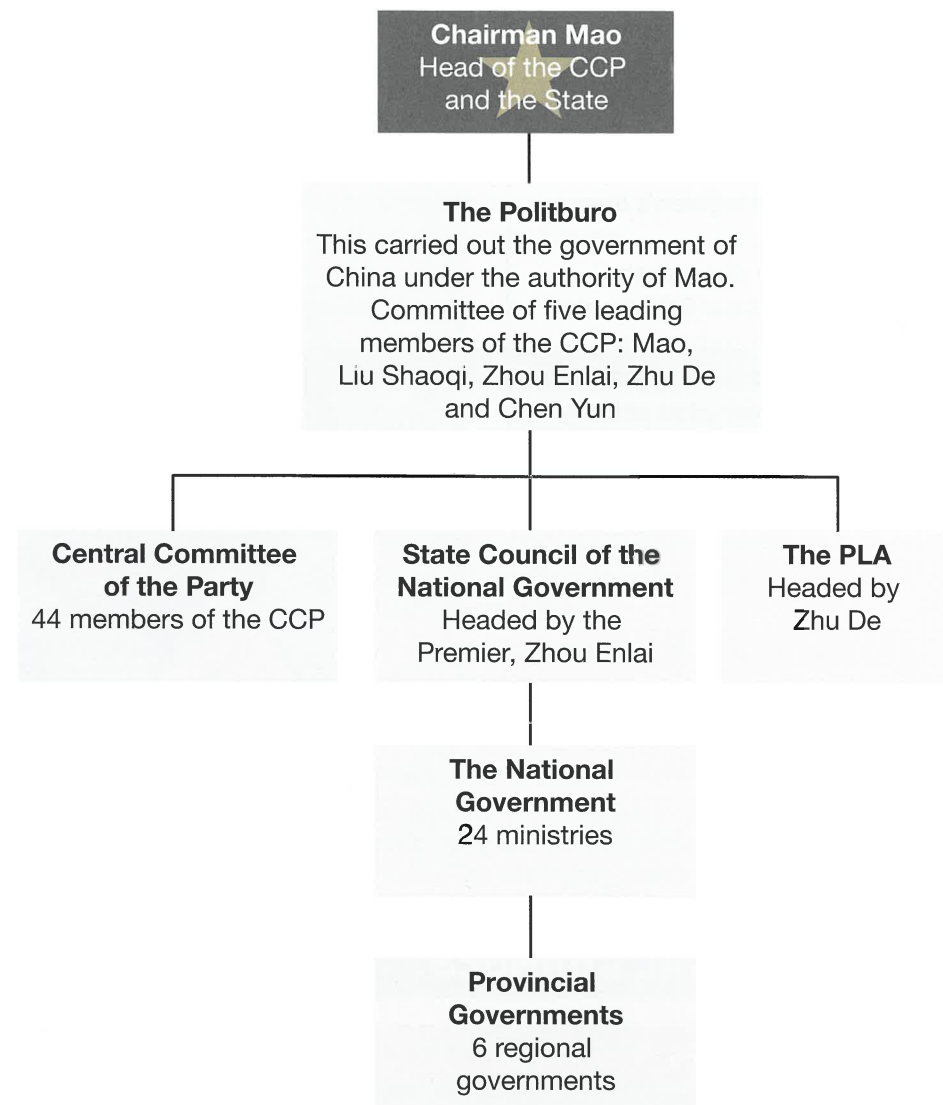 Chairman Mao
Head of the CCP
and the State
The Politburo
This carried out the government of
China under the authority of Mao.
Committee of five leading
members of the CCP: Mao,
Liu Shaoqi, Zhou Enlai, Zhu De
and Chen Yun
Central Committee
of the Party
44 members of the CCP
State Council of the
National Government
Headed by the
Premier, Zhou Enlai
The PLA
Headed by
Zhu De
The National
Government
24 ministries
Provincial
Governments
6 regional
governments